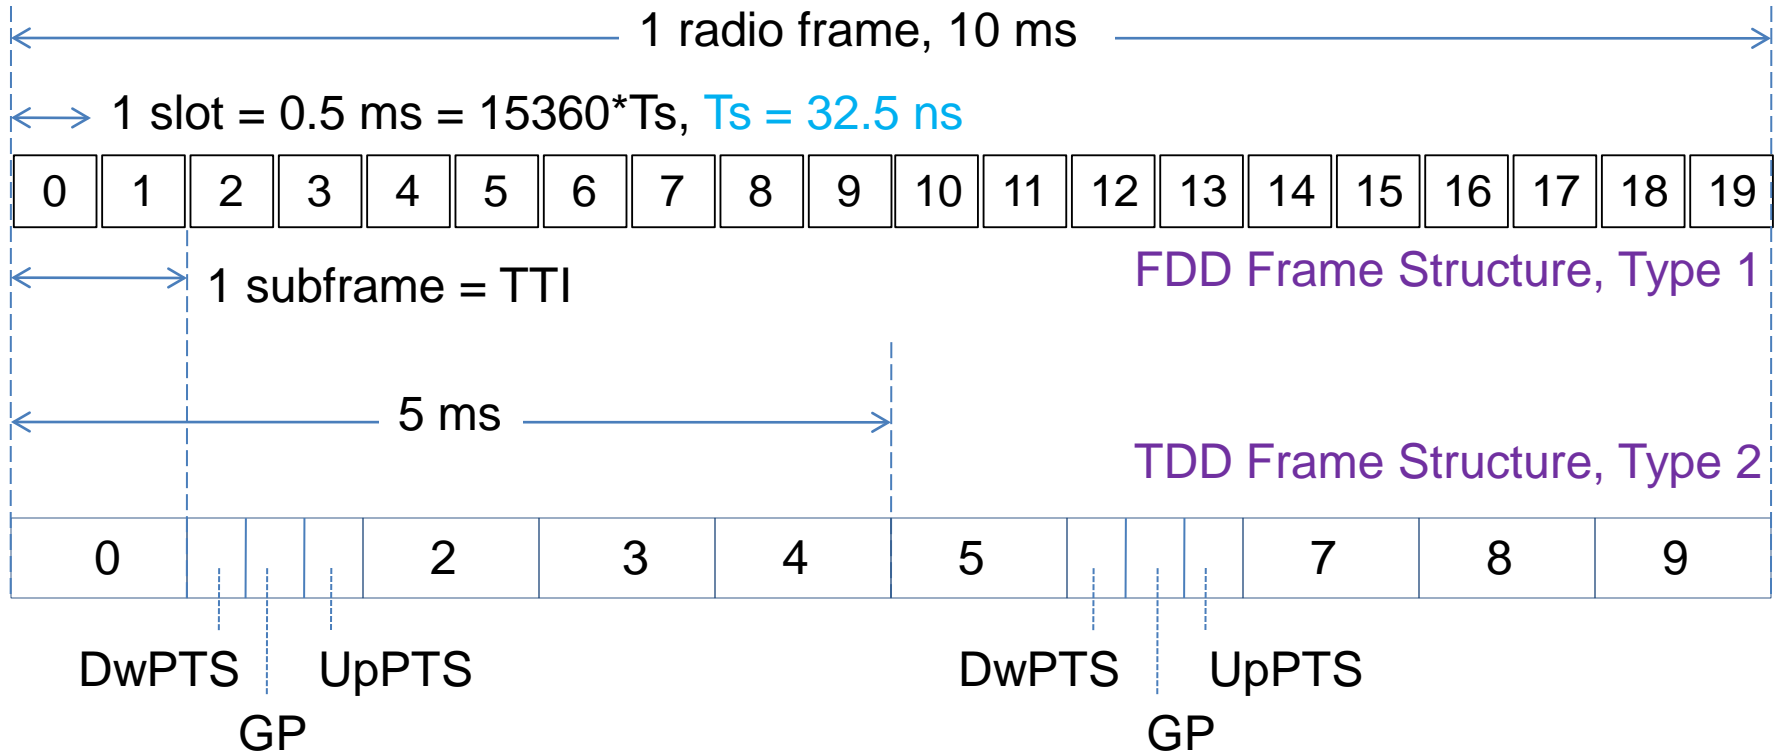 1 radio frame, 10 ms
1 slot = 0.5 ms = 15360*Ts, Ts = 32.5 ns
0 1 2 3 4 5 6 7 8 9 10 11 12 13 14 15 16 17 18 19
FDD Frame Structure, Type 1
1 subframe = TTI
5 ms
TDD Frame Structure, Type 2
0 2 3 4 5 7 8 9
DwPTS UpPTS DwPTS UpPTS
GP GP